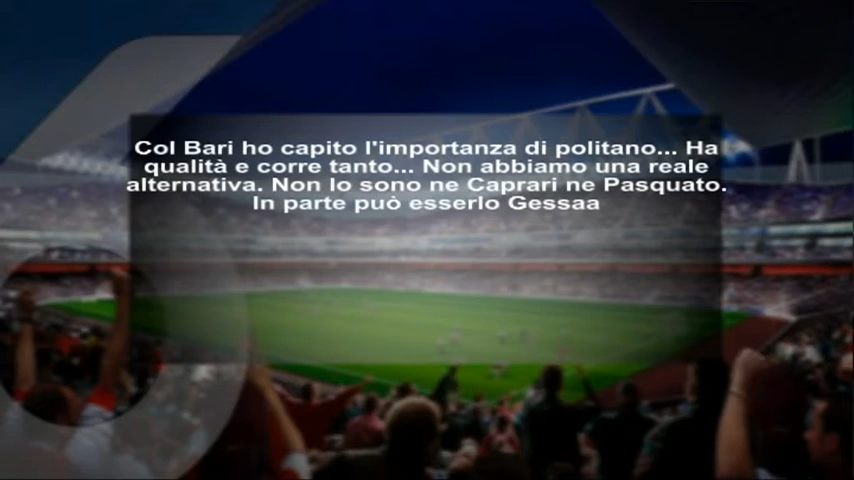 Col Bari ho capito l'importanza di politano... Ha
qualità e corre tanto... Non abbiamo una reale
alternativa. Non lo sono ne Caprari ne Pasquato.
In parte può esserlo Gessaa